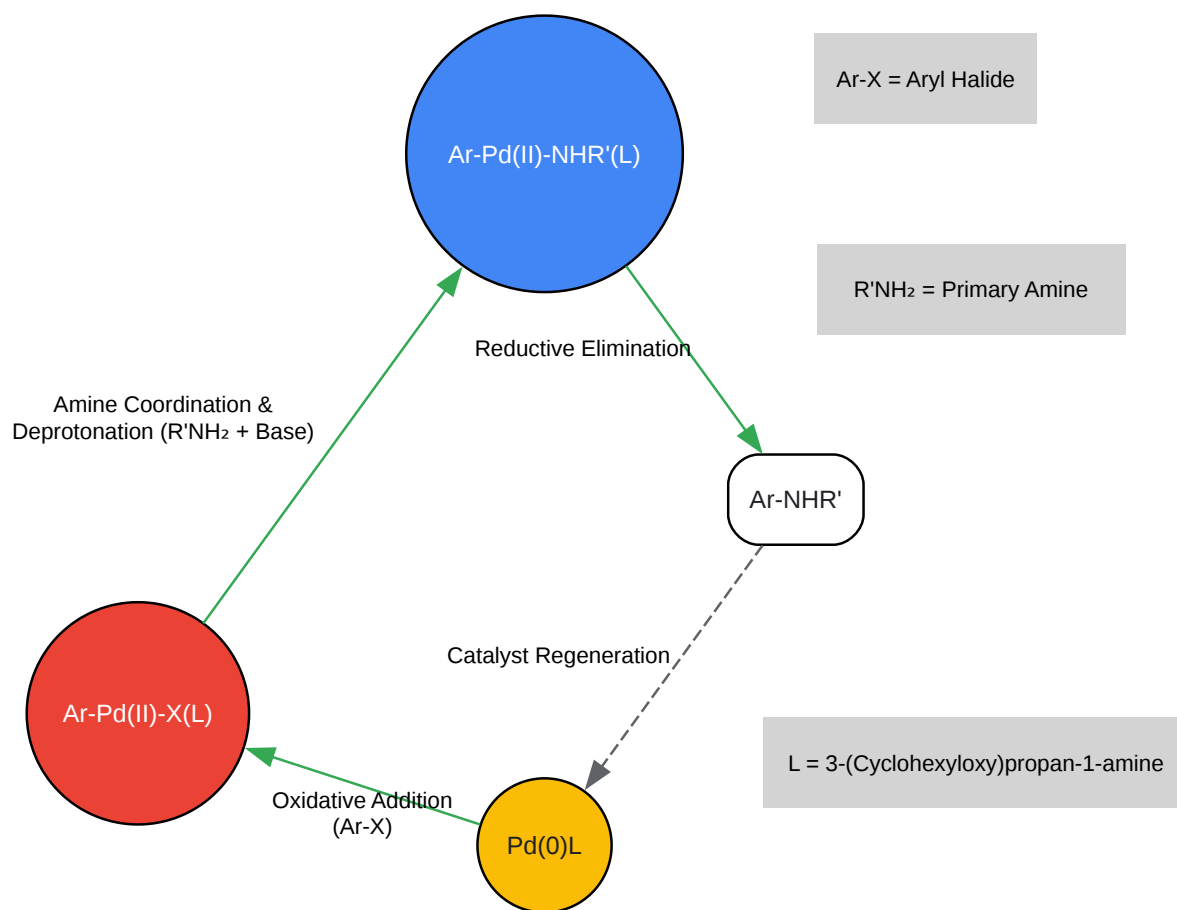 Ar-X = Aryl Halide
Ar-Pd(II)-NHR'(L)
R'NH₂ = Primary Amine
Reductive Elimination
Amine Coordination &
Deprotonation (R'NH₂ + Base)
Ar-NHR'
Catalyst Regeneration
Ar-Pd(II)-X(L)
L = 3-(Cyclohexyloxy)propan-1-amine
Oxidative Addition
(Ar-X)
Pd(0)L